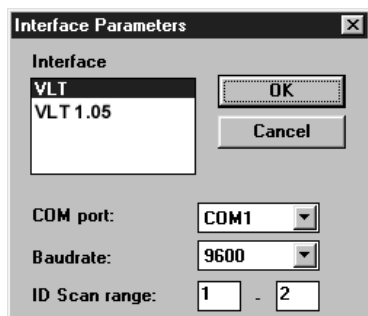 Interface Parameters
Interface
VLT
VLT 1.05
OK
Cancel
COM port: COM1
Baudrate: 9600
ID Scan range: 1 - 2